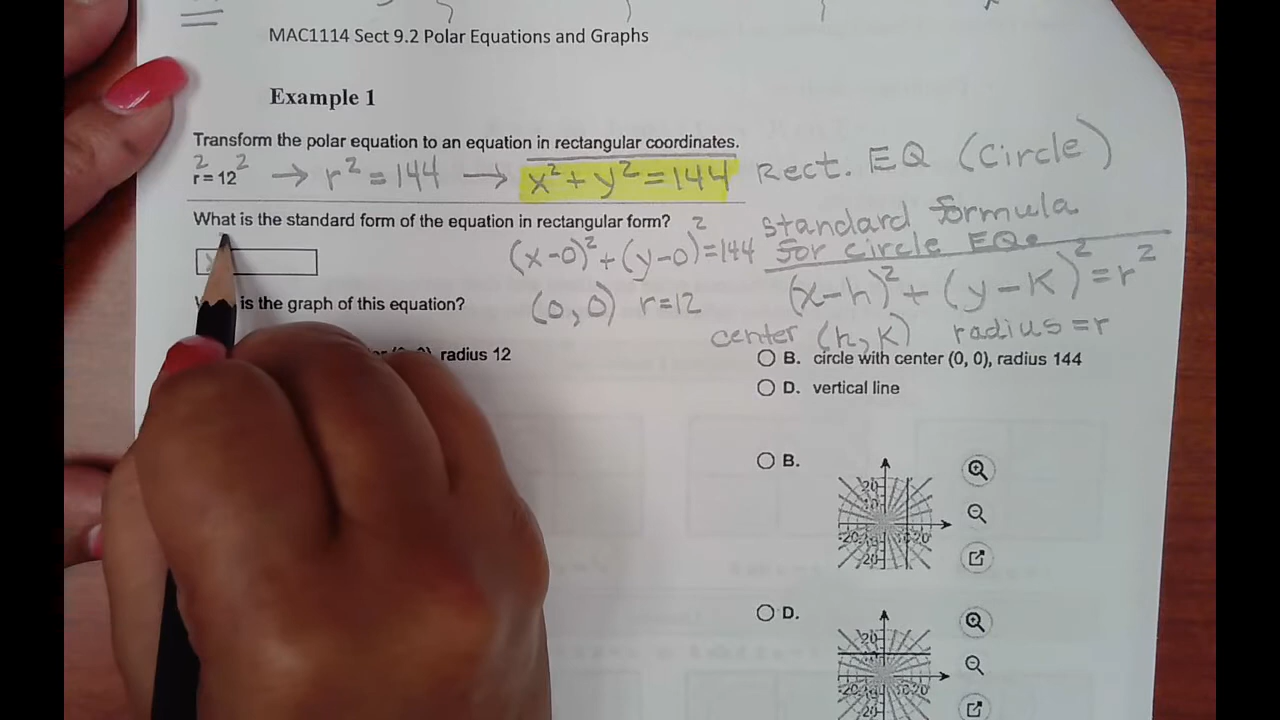 MAC1114 Sect 9.2 Polar Equations and Graphs
Example 1
Transform the polar equation to an equation in rectangular coordinates.
r² = 12² → r² = 144 → x² + y² = 144 Rect. EQ (Circle)
What is the standard form of the equation in rectangular form?
standard formula
for circle EQs
(x-0)² + (y-0)² = 144
(x-h)² + (y-K)² = r²
is the graph of this equation?
(0,0) r=12
center (h,K) radius = r
radius 12
B. circle with center (0, 0), radius 144
D. vertical line
B.
D.